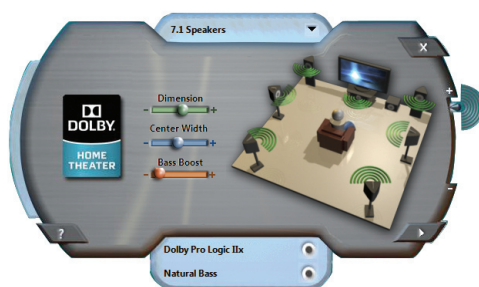 7.1 Speakers
X
+
Dimension
- +
DOLBY.
Center Width
- +
HOME
THEATER
Bass Boost
- +
-
?
Dolby Pro Logic IIx
Natural Bass